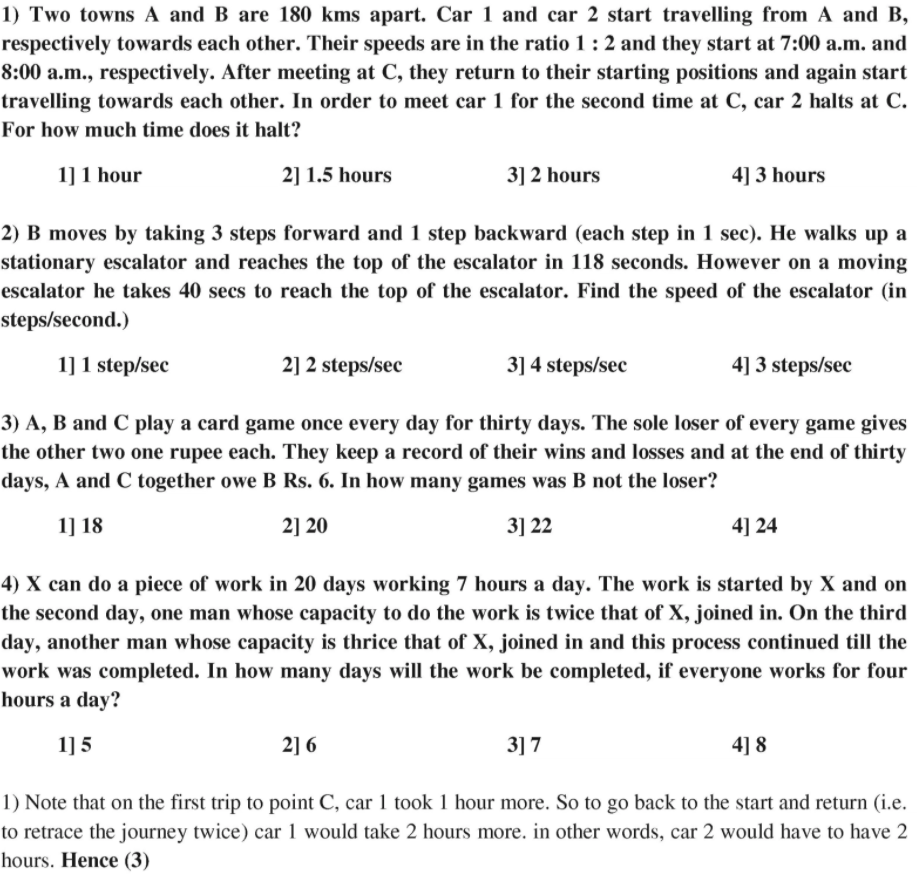 1) Two towns A and B are 180 kms apart. Car 1 and car 2 start travelling from A and B,
respectively towards each other. Their speeds are in the ratio 1 : 2 and they start at 7:00 a.m. and
8:00 a.m., respectively. After meeting at C, they return to their starting positions and again start
travelling towards each other. In order to meet car 1 for the second time at C, car 2 halts at C.
For how much time does it halt?
1] 1 hour 2] 1.5 hours 3] 2 hours 4] 3 hours
2) B moves by taking 3 steps forward and 1 step backward (each step in 1 sec). He walks up a
stationary escalator and reaches the top of the escalator in 118 seconds. However on a moving
escalator he takes 40 secs to reach the top of the escalator. Find the speed of the escalator (in
steps/second.)
1] 1 step/sec 2] 2 steps/sec 3] 4 steps/sec 4] 3 steps/sec
3) A, B and C play a card game once every day for thirty days. The sole loser of every game gives
the other two one rupee each. They keep a record of their wins and losses and at the end of thirty
days, A and C together owe B Rs. 6. In how many games was B not the loser?
1] 18 2] 20 3] 22 4] 24
4) X can do a piece of work in 20 days working 7 hours a day. The work is started by X and on
the second day, one man whose capacity to do the work is twice that of X, joined in. On the third
day, another man whose capacity is thrice that of X, joined in and this process continued till the
work was completed. In how many days will the work be completed, if everyone works for four
hours a day?
1] 5 2] 6 3] 7 4] 8
1) Note that on the first trip to point C, car 1 took 1 hour more. So to go back to the start and return (i.e.
to retrace the journey twice) car 1 would take 2 hours more. in other words, car 2 would have to have 2
hours. Hence (3)